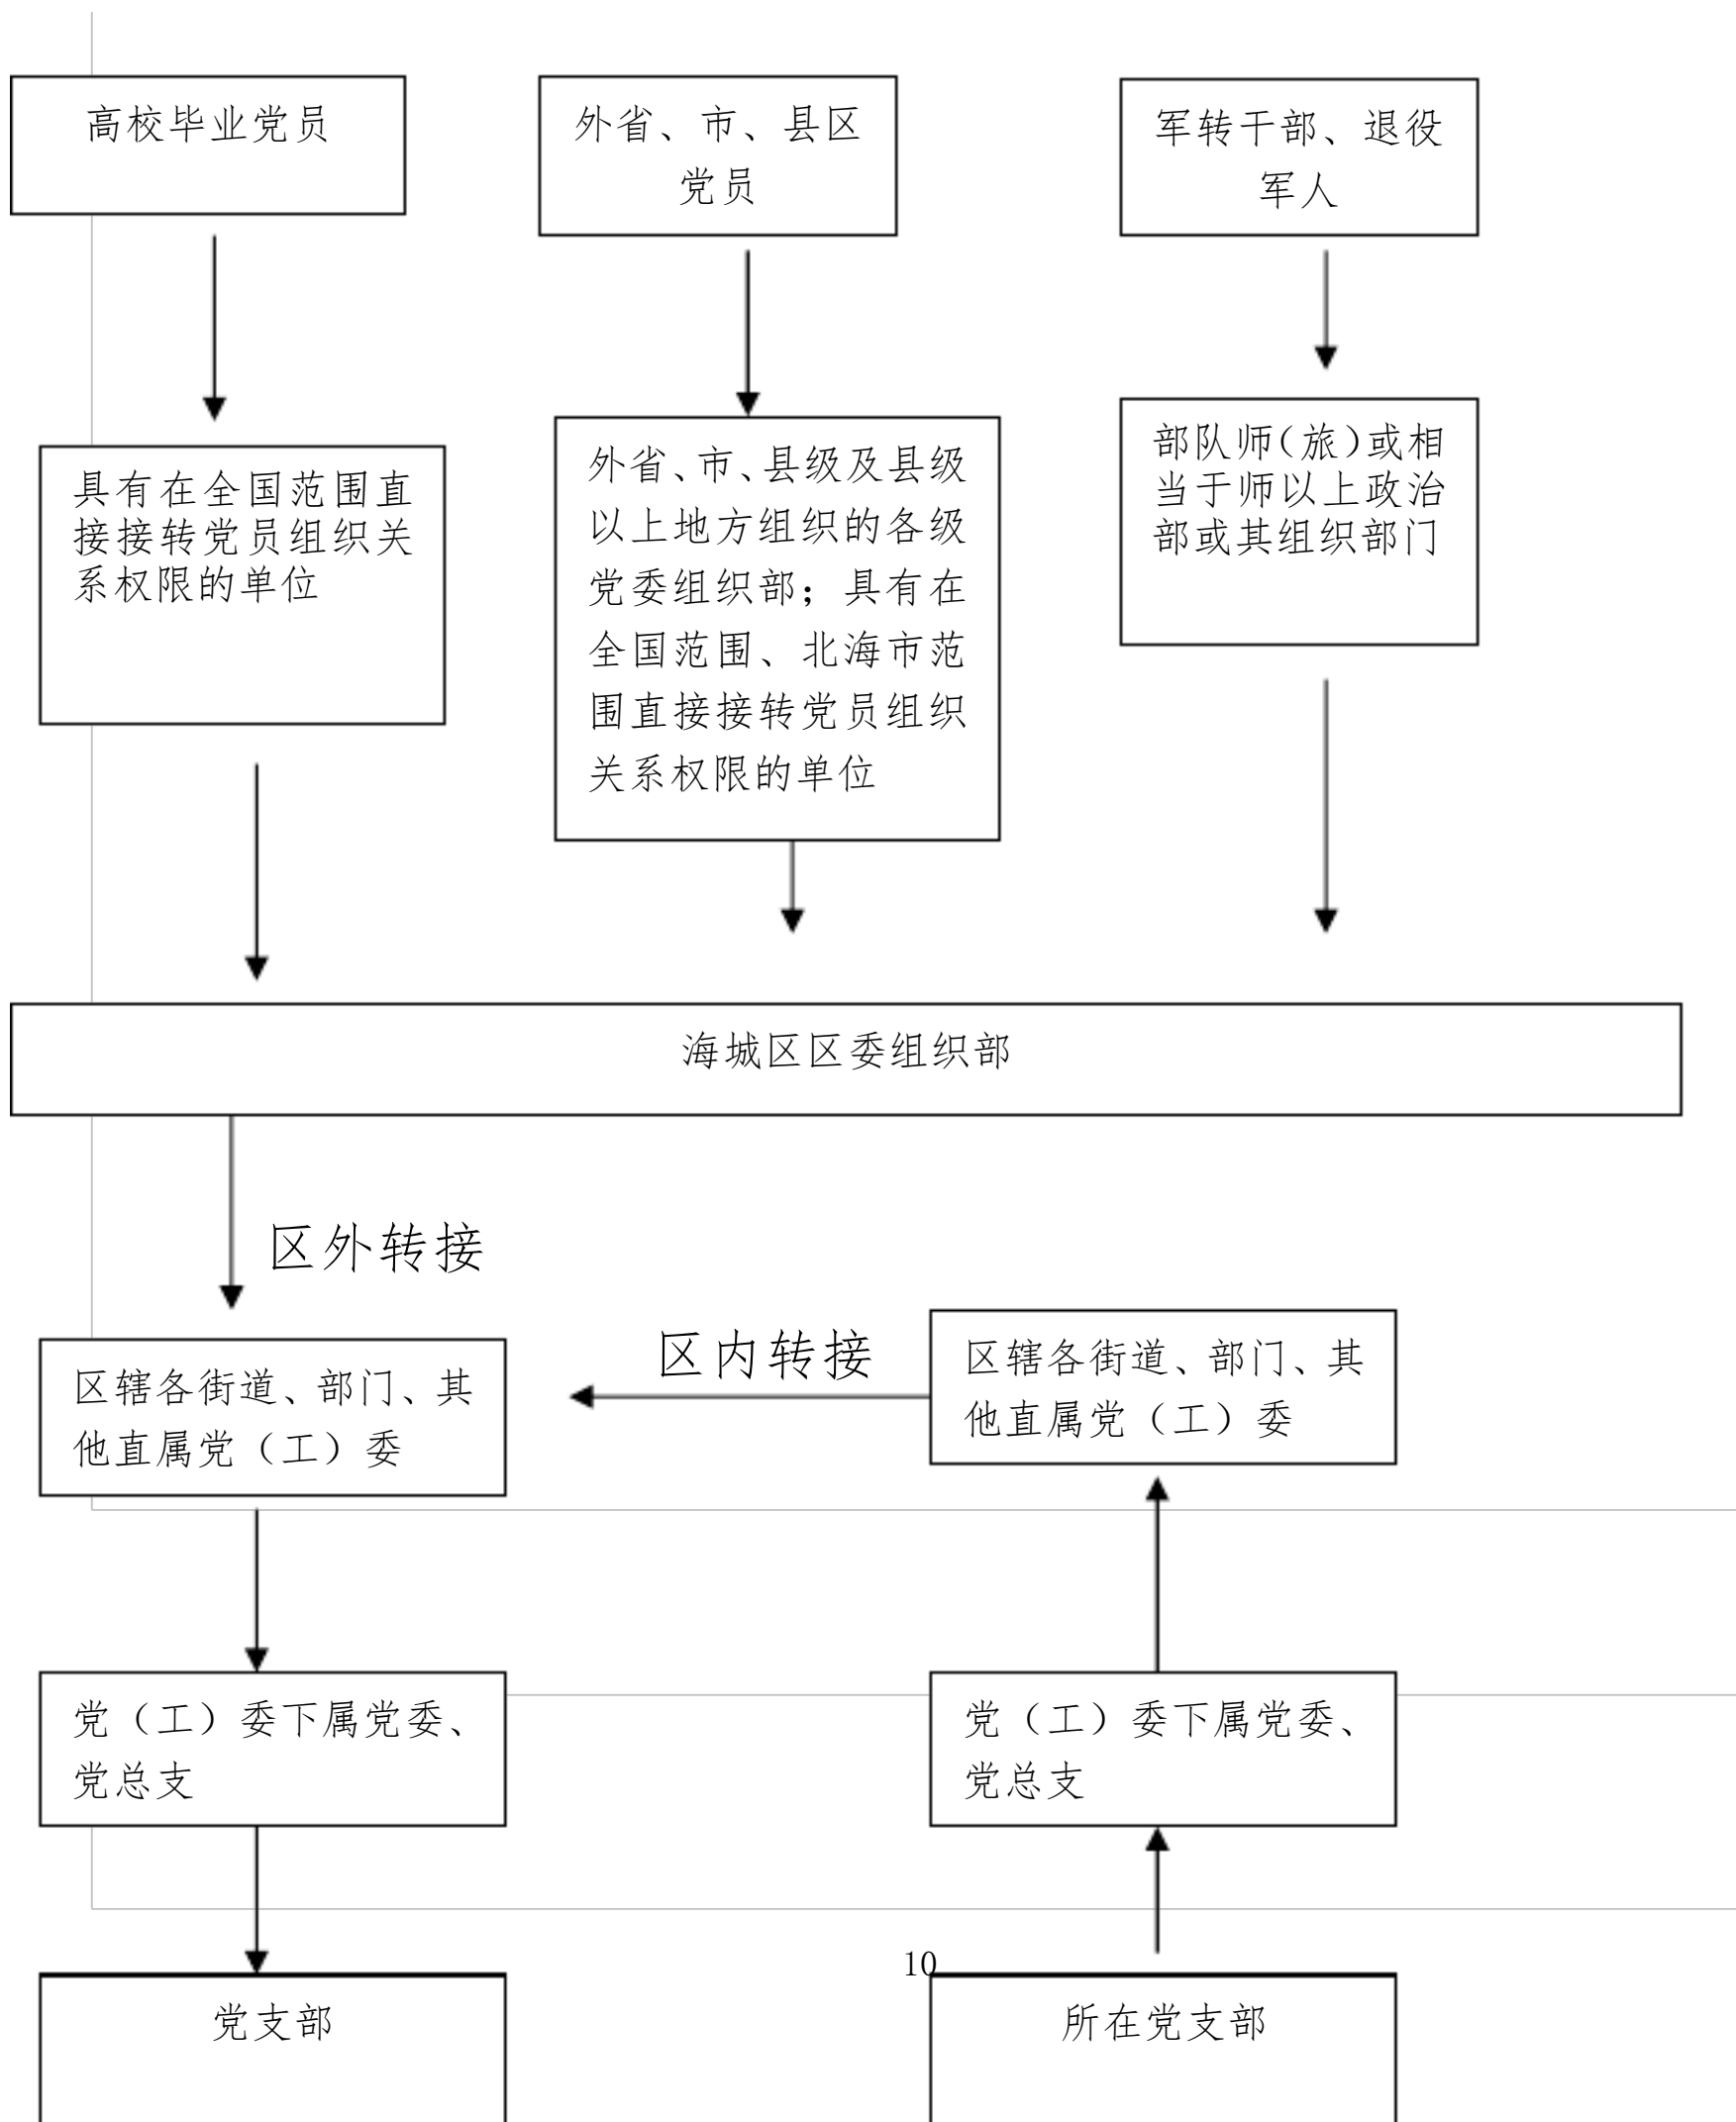 高校毕业党员
外省、市、县区
党员
军转干部、退役
军人
具有在全国范围直
接接转党员组织关
系权限的单位
外省、市、县级及县级
以上地方组织的各级
党委组织部；具有在
全国范围、北海市范
围直接接转党员组织
关系权限的单位
部队师（旅）或相
当于师以上政治
部或其组织部门
海城区区委组织部
区外转接
区内转接
区辖各街道、部门、其
他直属党（工）委
区辖各街道、部门、其
他直属党（工）委
党（工）委下属党委、
党总支
党（工）委下属党委、
党总支
10
党支部
所在党支部